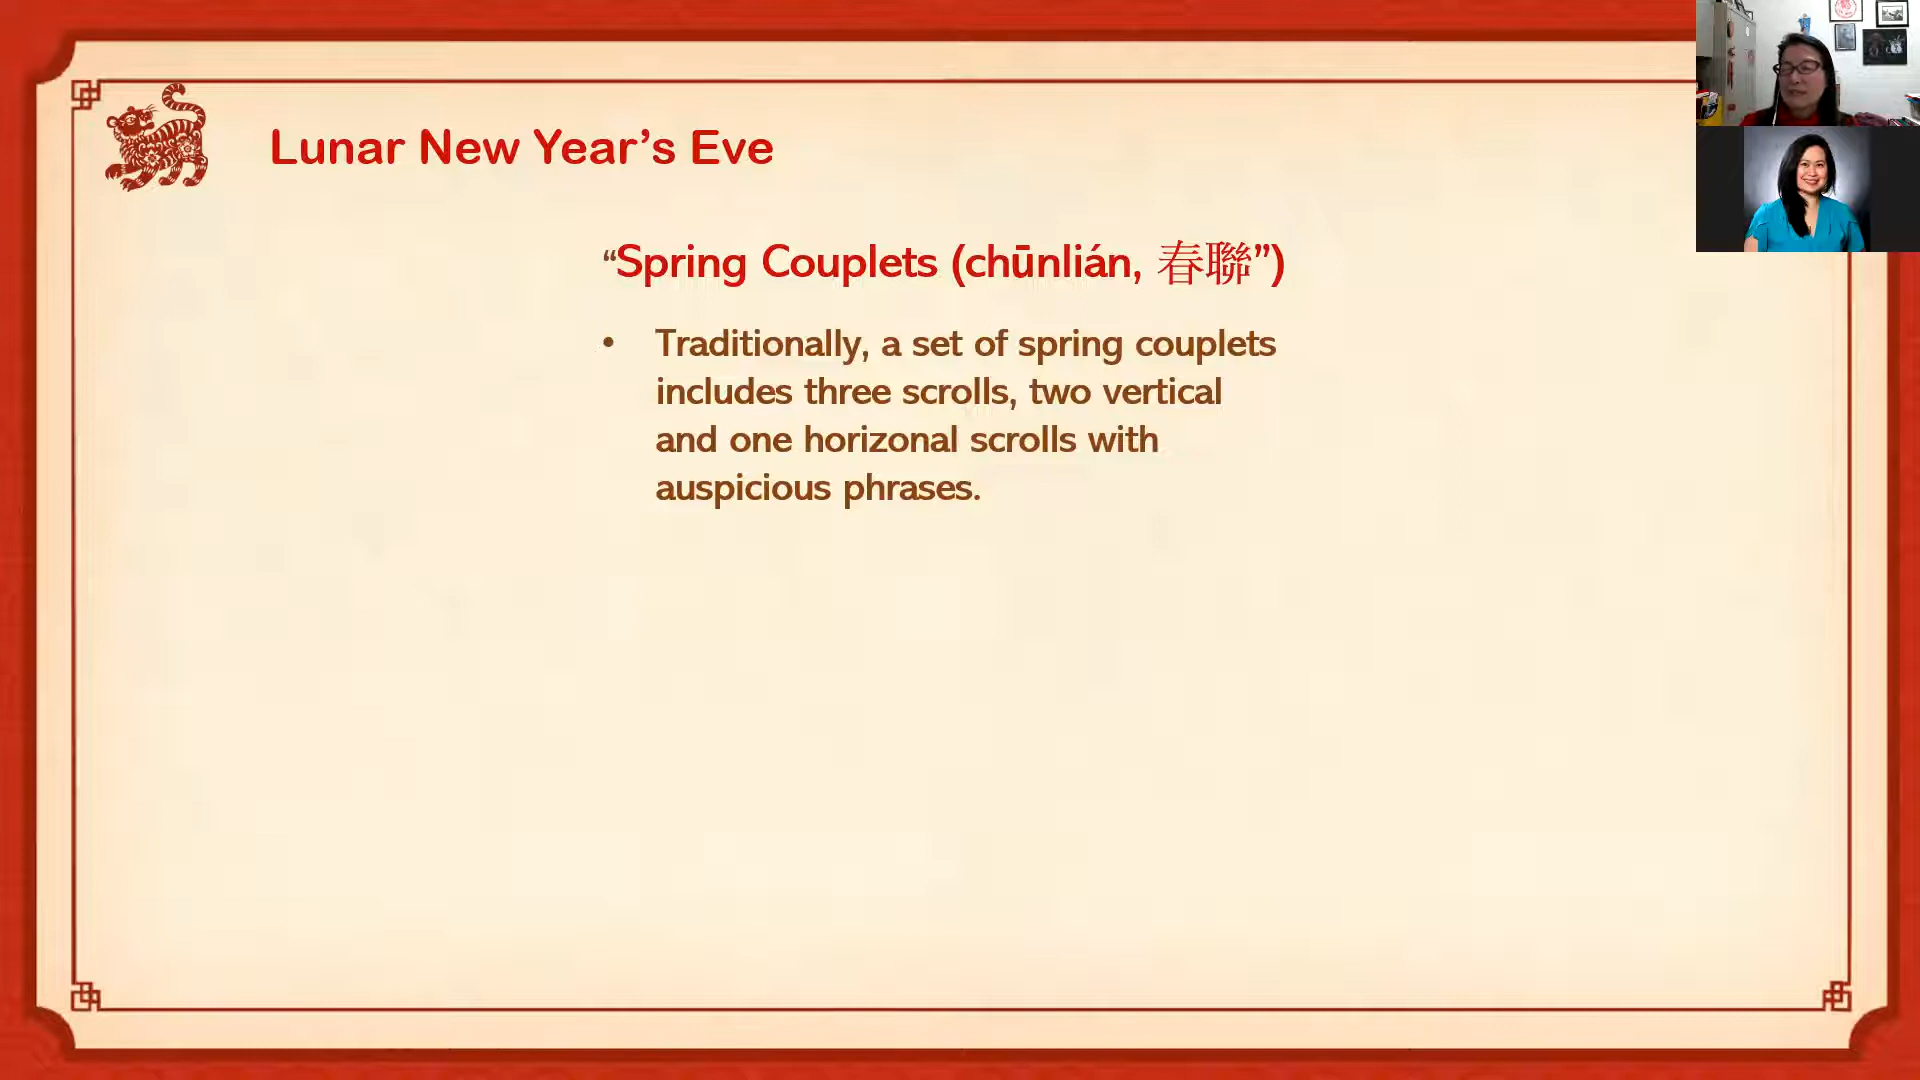 Lunar New Year’s Eve
“Spring Couplets (chūnlián, 春聯”)
• Traditionally, a set of spring couplets
includes three scrolls, two vertical
and one horizonal scrolls with
auspicious phrases.